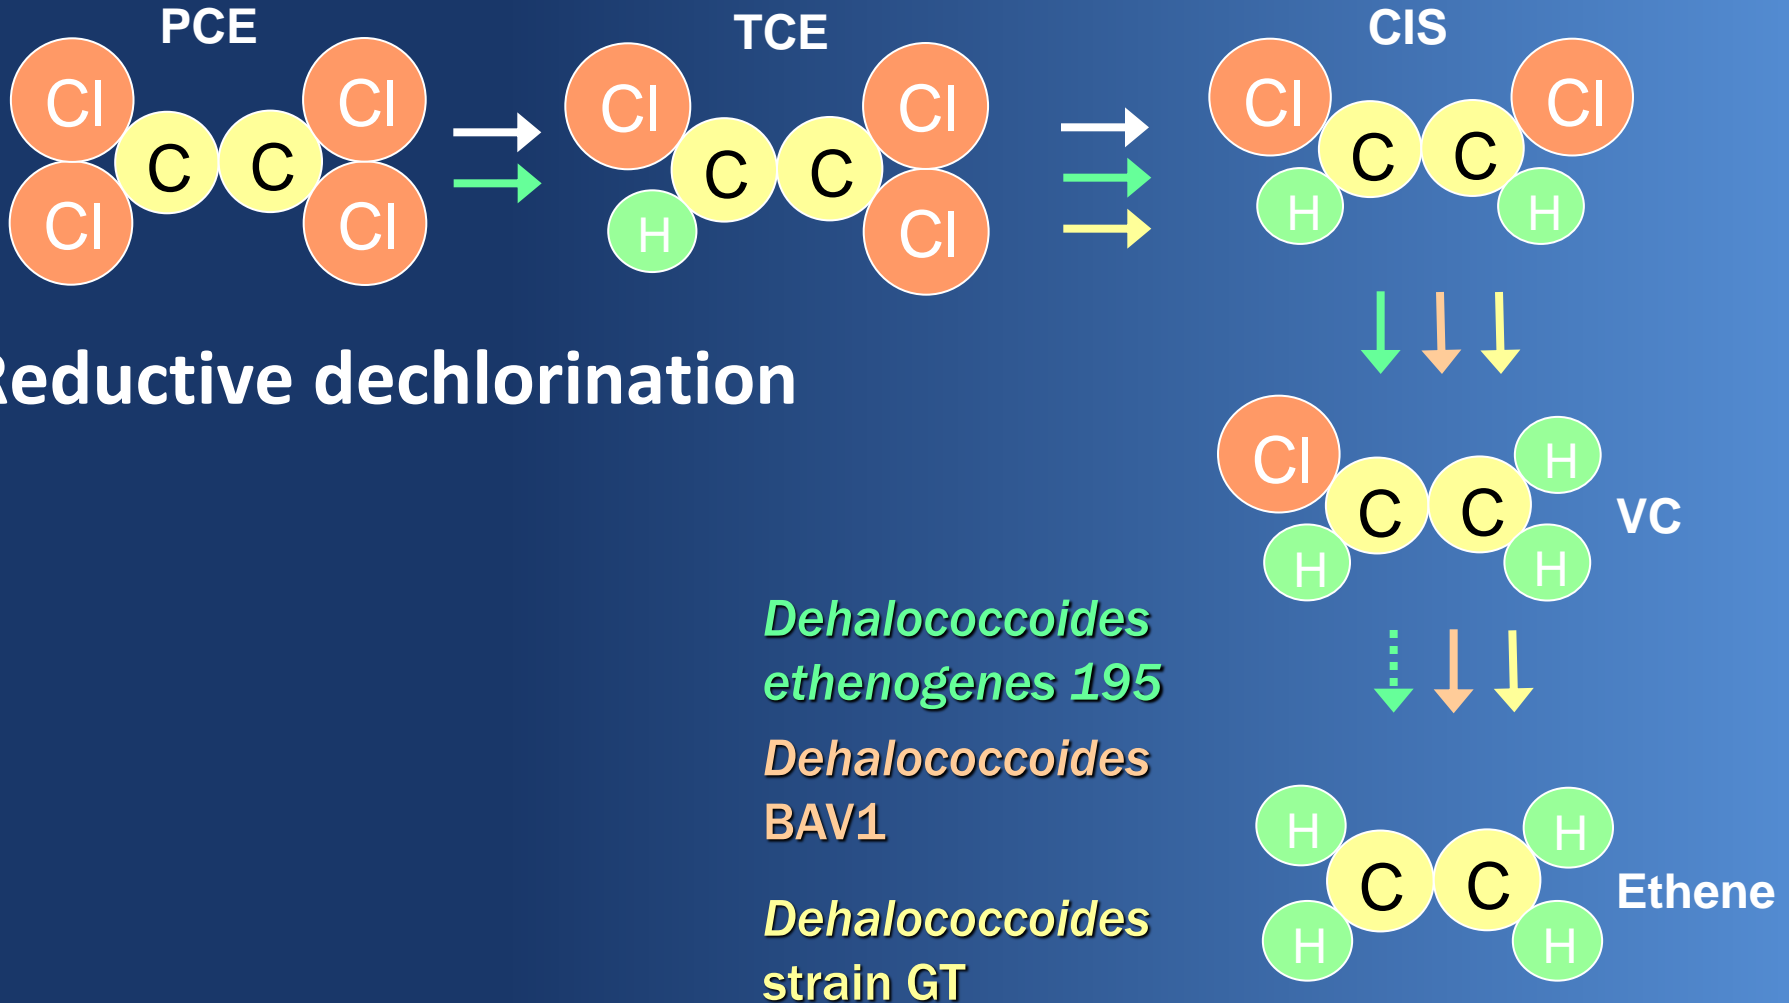 PCE
TCE
CIS
Cl Cl Cl Cl Cl Cl
C C C C C C
Cl Cl H Cl H H
Reductive dechlorination
Cl H
C C VC
H H
Dehalococcoides
ethenogenes 195
Dehalococcoides
BAV1
H H
C C Ethene
Dehalococcoides
H H
strain GT